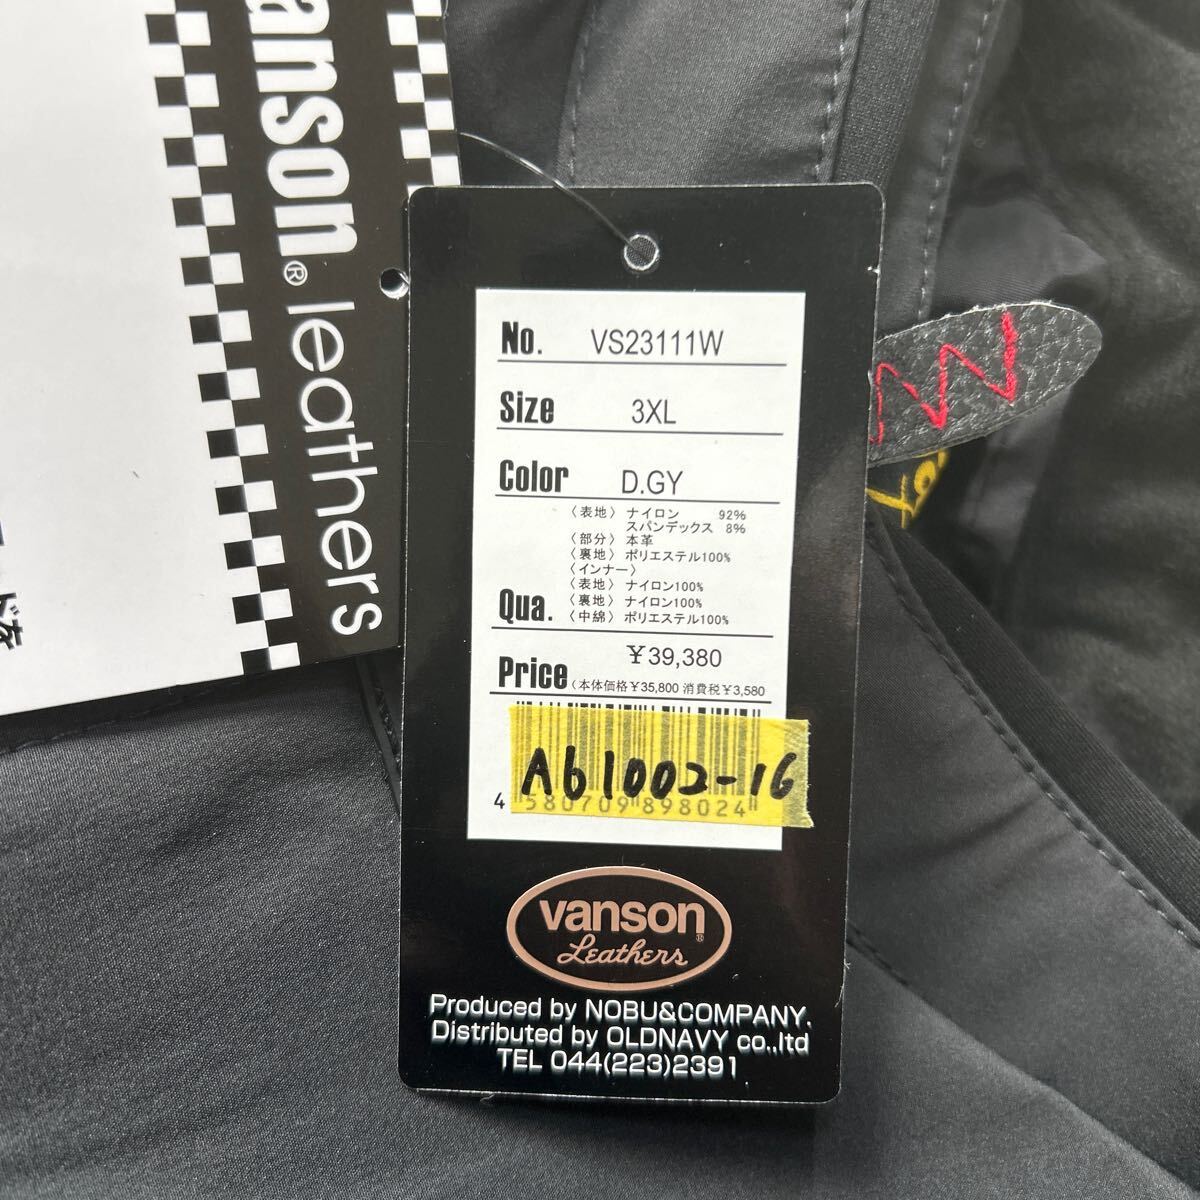 anson® leathers
ドを
No. VS23111W
Size 3XL
Color D.GY
〈表地〉 ナイロン 92%
スパンデックス 8%
〈部分〉 本革
〈裏地〉 ポリエステル100%
〈インナー〉
〈表地〉 ナイロン100%
〈裏地〉 ナイロン100%
Qua. 〈中綿〉 ポリエステル100%
¥39,380
Price (本体価格¥35,800 消費税¥3,580
A61002-16
4 580709 898024
vanson®
Leathers
Produced by NOBU&COMPANY.
Distributed by OLDNAVY co.,ltd
TEL 044(223)2391